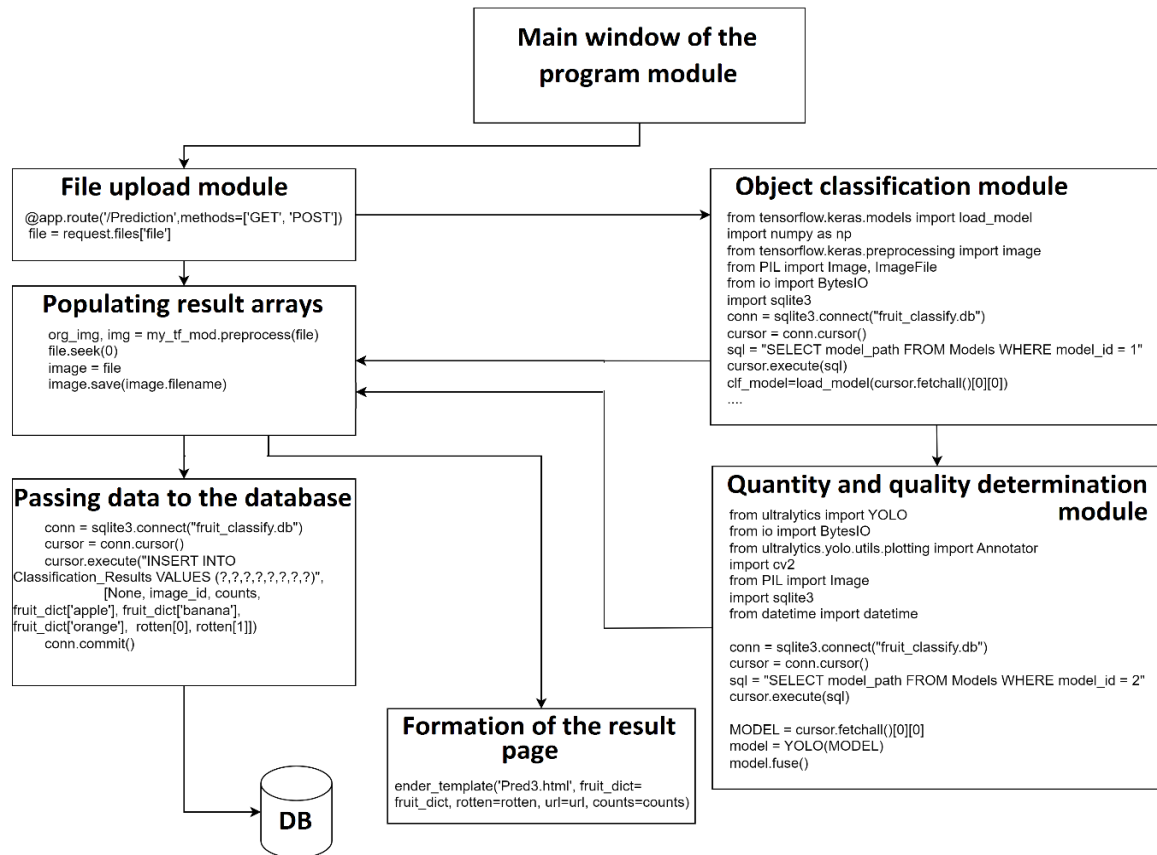 Main window of the
program module
File upload module
@app.route('/Prediction',methods=['GET', 'POST'])
file = request.files['file']
Object classification module
from tensorflow.keras.models import load_model
import numpy as np
from tensorflow.keras.preprocessing import image
from PIL import Image, ImageFile
from io import BytesIO
import sqlite3
conn = sqlite3.connect("fruit_classify.db")
cursor = conn.cursor()
sql = "SELECT model_path FROM Models WHERE model_id = 1"
cursor.execute(sql)
clf_model=load_model(cursor.fetchall()[0][0])
....
Populating result arrays
org_img, img = my_tf_mod.preprocess(file)
file.seek(0)
image = file
image.save(image.filename)
Passing data to the database
conn = sqlite3.connect("fruit_classify.db")
cursor = conn.cursor()
cursor.execute("INSERT INTO
Classification_Results VALUES (?,?,?,?,?,?,?,?)",
[None, image_id, counts,
fruit_dict['apple'], fruit_dict['banana'],
fruit_dict['orange'], rotten[0], rotten[1]])
conn.commit()
Quantity and quality determination
module
from ultralytics import YOLO
from io import BytesIO
from ultralytics.yolo.utils.plotting import Annotator
import cv2
from PIL import Image
import sqlite3
from datetime import datetime
conn = sqlite3.connect("fruit_classify.db")
cursor = conn.cursor()
sql = "SELECT model_path FROM Models WHERE model_id = 2"
cursor.execute(sql)
MODEL = cursor.fetchall()[0][0]
model = YOLO(MODEL)
model.fuse()
Formation of the result
page
ender_template('Pred3.html', fruit_dict=
fruit_dict, rotten=rotten, url=url, counts=counts)
DB